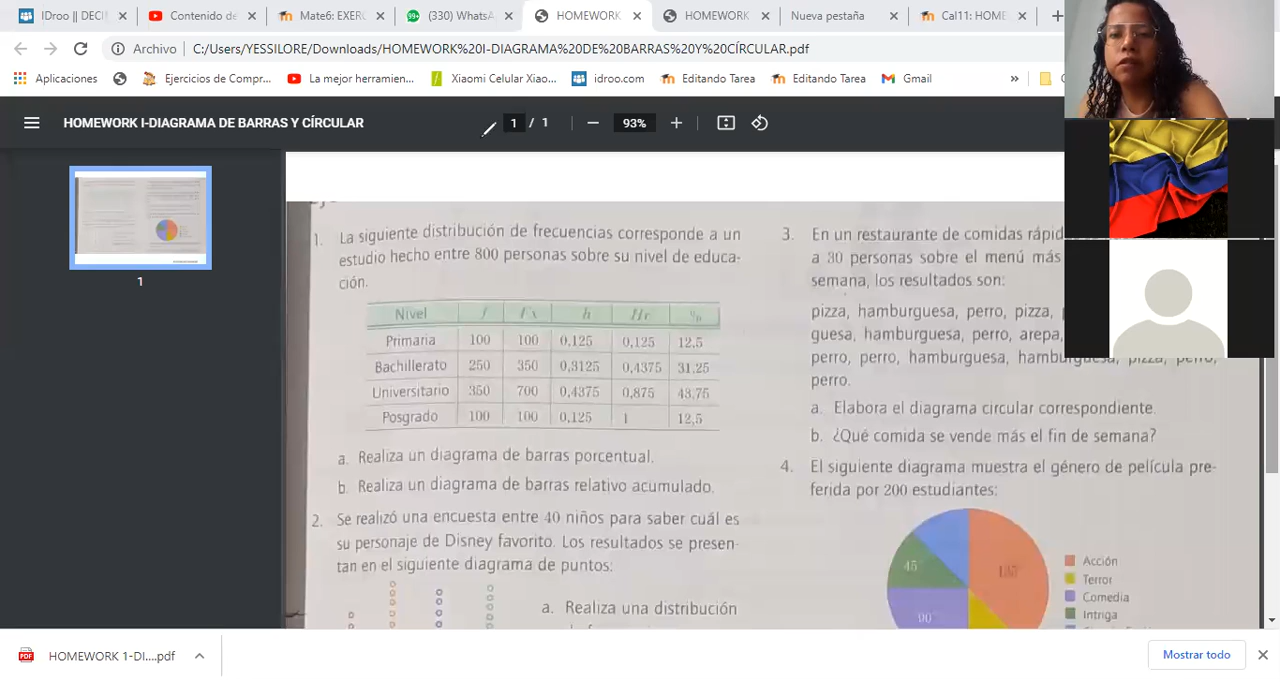 IDroo || DECI
Contenido de
Mate6: EXERC
(330) WhatsA
HOMEWORK
HOMEWORK
Nueva pestaña
Cal11: HOME
Archivo
C:/Users/YESSILORE/Downloads/HOMEWORK%20I-DIAGRAMA%20DE%20BARRAS%20Y%20CÍRCULAR.pdf
Aplicaciones
Ejercicios de Compr...
La mejor herramien...
Xiaomi Celular Xiao...
idroo.com
Editando Tarea
Editando Tarea
Gmail
»
HOMEWORK I-DIAGRAMA DE BARRAS Y CÍRCULAR
1 / 1
93%
1
1. La siguiente distribución de frecuencias corresponde a un
estudio hecho entre 800 personas sobre su nivel de educa-
ción.
Nivel f h %
Primaria 100 100 0,125 0,125 12,5
Bachillerato 250 350 0,3125 0,4375 31,25
Universitario 350 700 0,4375 0,875 43,75
Posgrado 100 100 0,125 1 12,5
a. Realiza un diagrama de barras porcentual.
b. Realiza un diagrama de barras relativo acumulado.
2. Se realizó una encuesta entre 40 niños para saber cuál es
su personaje de Disney favorito. Los resultados se presen-
tan en el siguiente diagrama de puntos:
a. Realiza una distribución
3. En un restaurante de comidas rápid
a 30 personas sobre el menú más
semana, los resultados son:
pizza, hamburguesa, perro, pizza,
guesa, hamburguesa, perro, arepa,
perro, perro, hamburguesa, hamburguesa, pizza, perro,
perro.
a. Elabora el diagrama circular correspondiente.
b. ¿Qué comida se vende más el fin de semana?
4. El siguiente diagrama muestra el género de película pre-
ferida por 200 estudiantes:
45
135
90
Acción
Terror
Comedia
Intriga
HOMEWORK 1-DI....pdf
Mostrar todo